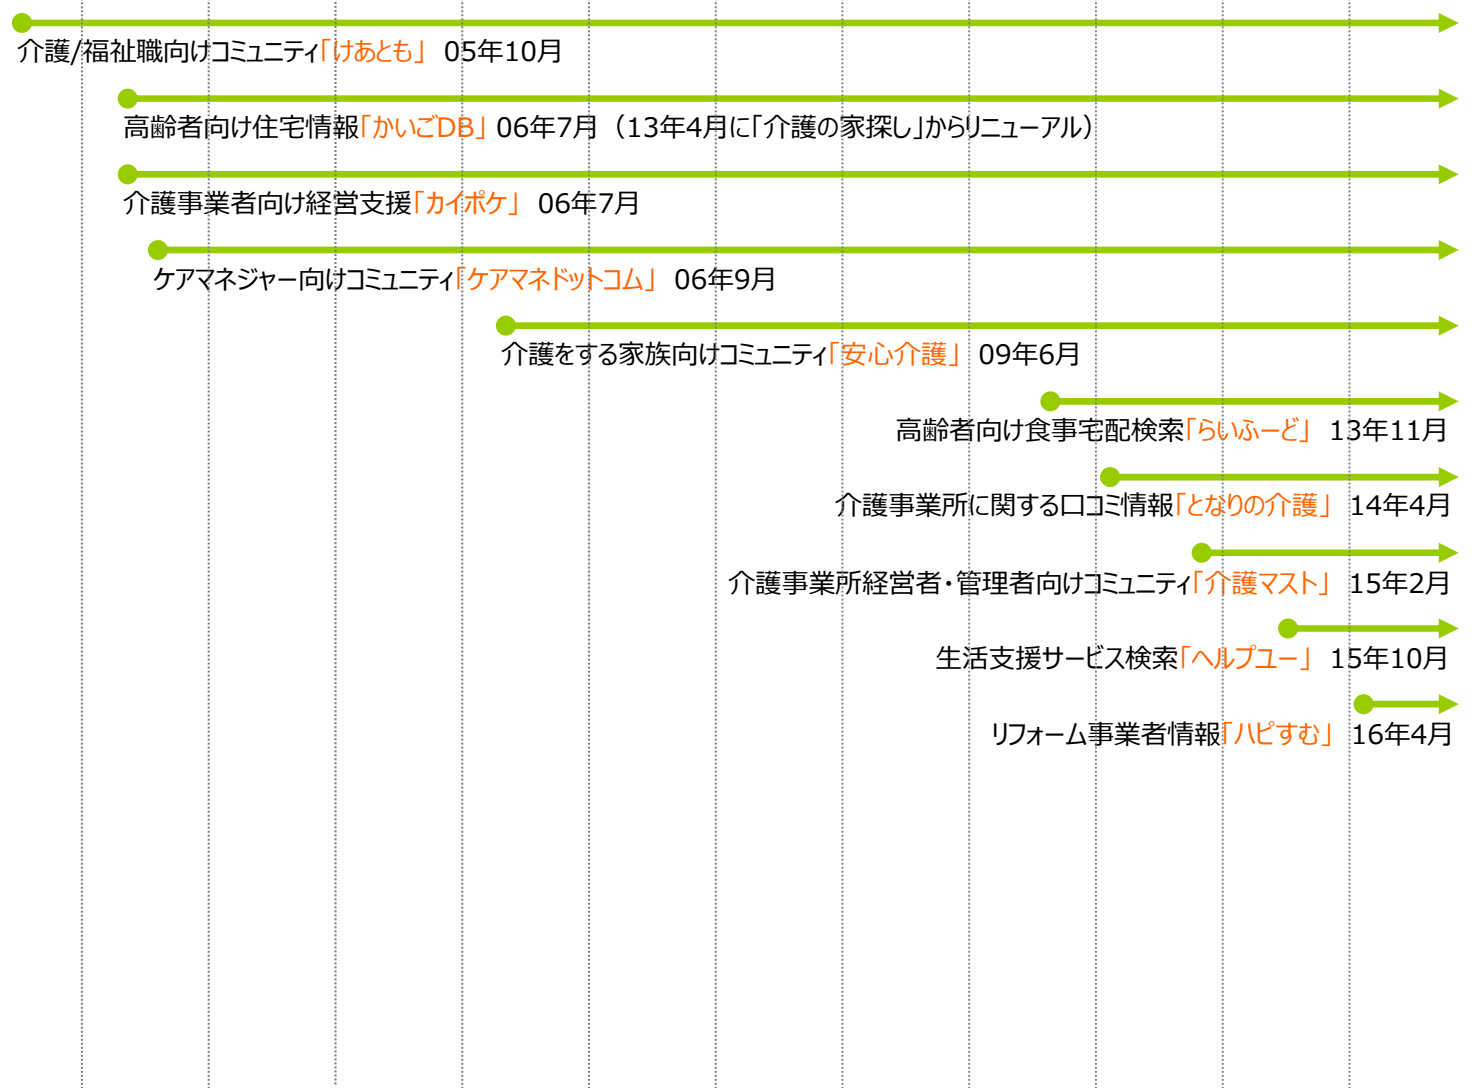 介護/福祉職向けコミュニティ「けあとも」 05年10月
高齢者向け住宅情報「かいごDB」 06年7月（13年4月に「介護の家探し」からリニューアル）
介護事業者向け経営支援「カイポケ」 06年7月
ケアマネジャー向けコミュニティ「ケアマネドットコム」 06年9月
介護をする家族向けコミュニティ「安心介護」 09年6月
高齢者向け食事宅配検索「らいふーど」 13年11月
介護事業所に関する口コミ情報「となりの介護」 14年4月
介護事業所経営者・管理者向けコミュニティ「介護マスト」 15年2月
生活支援サービス検索「ヘルプユー」 15年10月
リフォーム事業者情報「ハピすむ」 16年4月